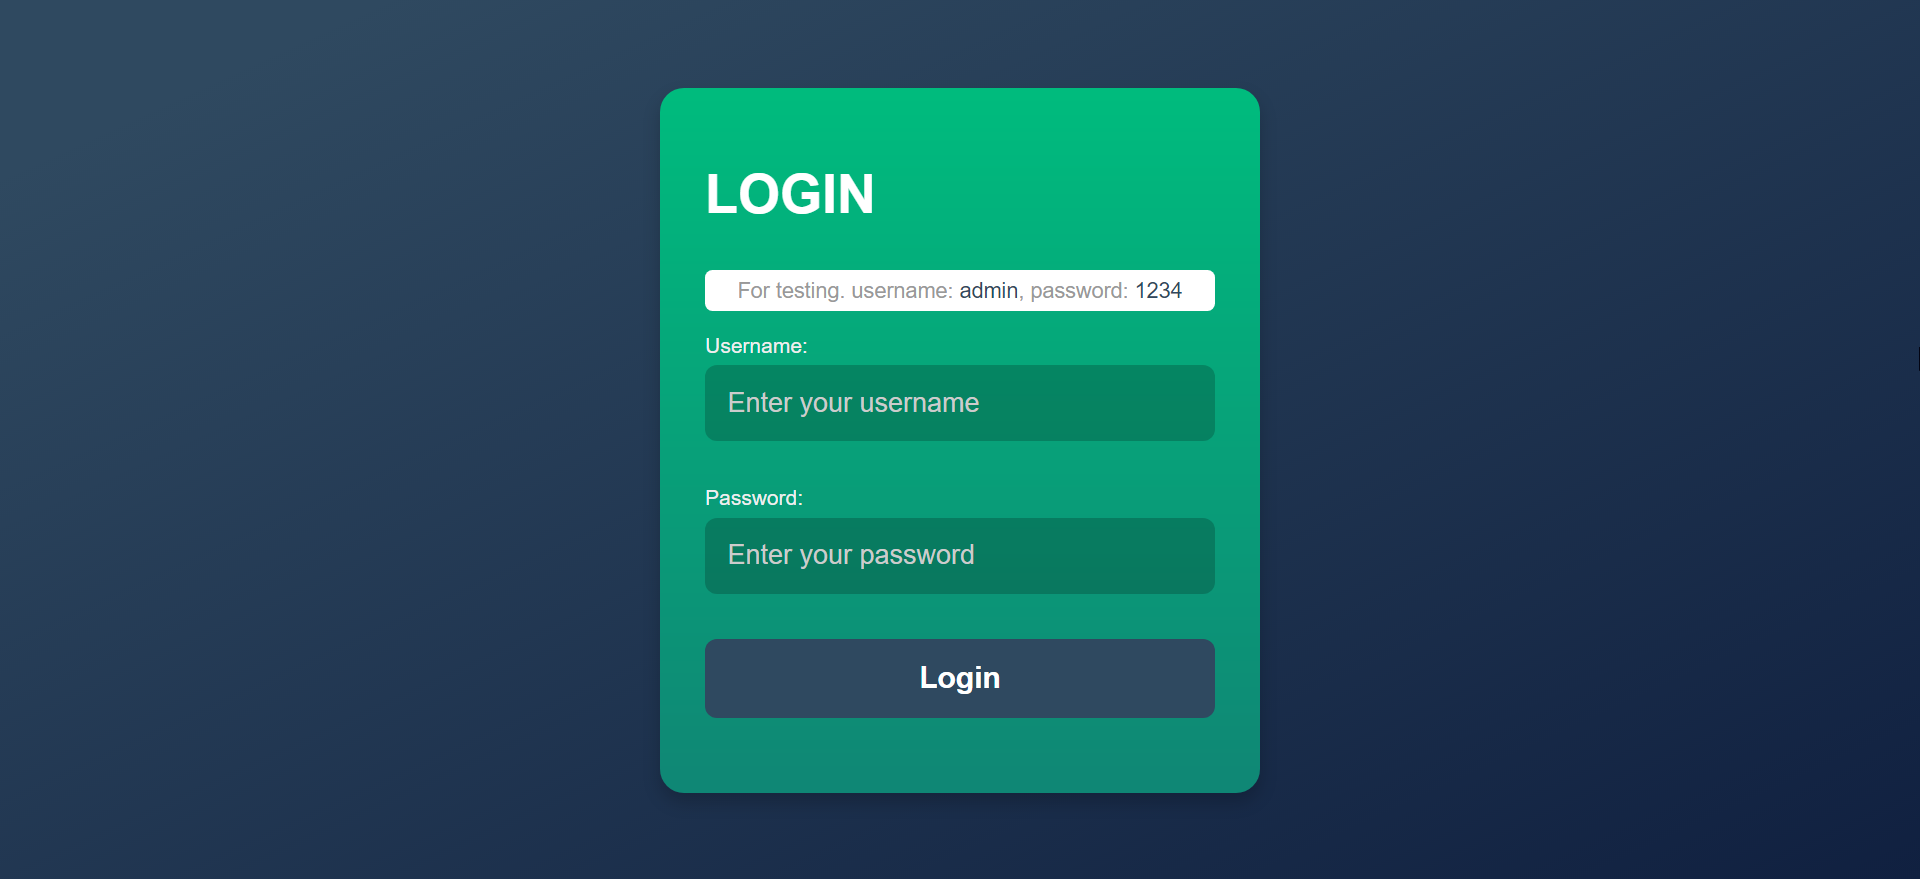 LOGIN
For testing. username: admin, password: 1234
Username:
Enter your username
Password:
Enter your password
Login